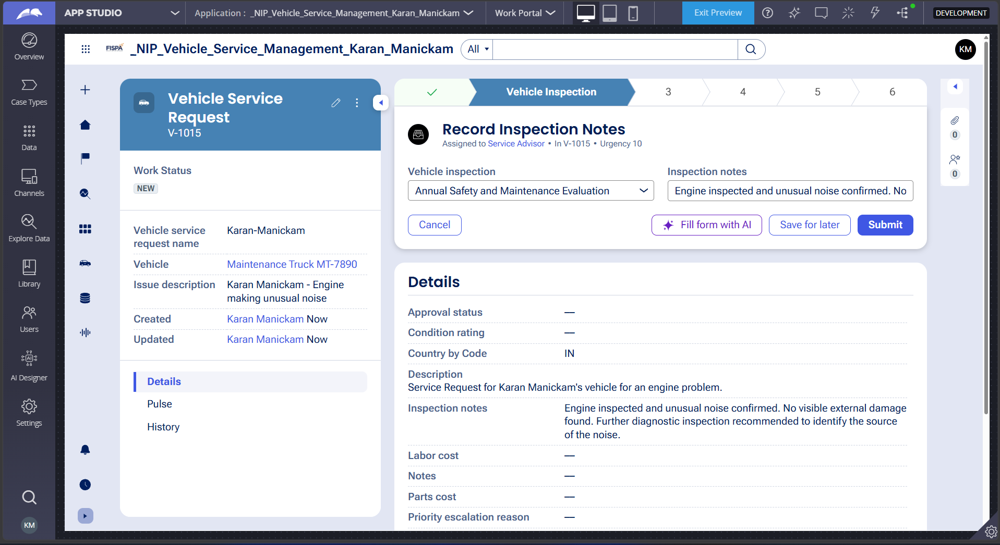 APP STUDIO
Application : _NIP_Vehicle_Service_Management_Karan_Manickam
Work Portal
Exit Preview
DEVELOPMENT
Overview
Case Types
Data
Channels
Explore Data
Library
Users
AI
AI Designer
Settings
KM
FISPA
_NIP_Vehicle_Service_Management_Karan_Manickam
All
KM
Vehicle Service
Request
V-1015
Work Status
NEW
Vehicle service
request name
Karan-Manickam
Vehicle
Maintenance Truck MT-7890
Issue description
Karan Manickam - Engine
making unusual noise
Created
Karan Manickam Now
Updated
Karan Manickam Now
Details
Pulse
History
Vehicle Inspection
3
4
5
6
Record Inspection Notes
Assigned to Service Advisor • In V-1015 • Urgency 10
Vehicle inspection
Annual Safety and Maintenance Evaluation
Inspection notes
Engine inspected and unusual noise confirmed. No
Cancel
Fill form with AI
Save for later
Submit
Details
Approval status
—
Condition rating
—
Country by Code
IN
Description
Service Request for Karan Manickam's vehicle for an engine problem.
Inspection notes
Engine inspected and unusual noise confirmed. No visible external damage
found. Further diagnostic inspection recommended to identify the source
of the noise.
Labor cost
—
Notes
—
Parts cost
—
Priority escalation reason
—
0
0